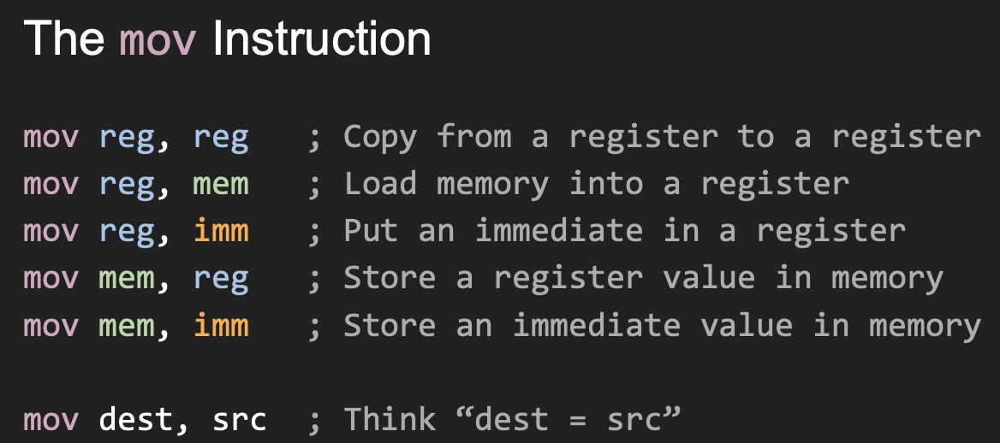 The mov Instruction
mov reg, reg ; Copy from a register to a register
mov reg, mem ; Load memory into a register
mov reg, imm ; Put an immediate in a register
mov mem, reg ; Store a register value in memory
mov mem, imm ; Store an immediate value in memory
mov dest, src ; Think “dest = src”